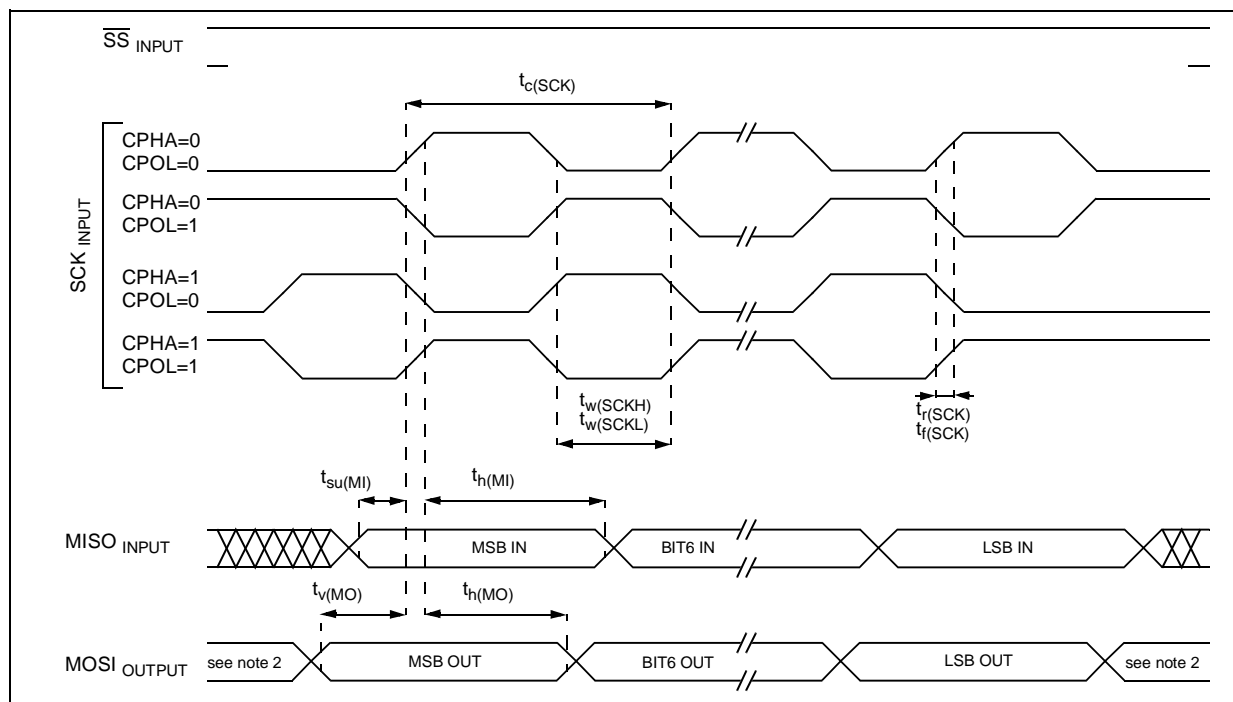 SS INPUT
tc(SCK)
SCK INPUT
CPHA=0
CPOL=0
CPHA=0
CPOL=1
CPHA=1
CPOL=0
CPHA=1
CPOL=1
tw(SCKH)
tw(SCKL)
tr(SCK)
tf(SCK)
tsu(MI)
th(MI)
MISO INPUT
MSB IN
BIT6 IN
LSB IN
tv(MO)
th(MO)
MOSI OUTPUT
see note 2
MSB OUT
BIT6 OUT
LSB OUT
see note 2